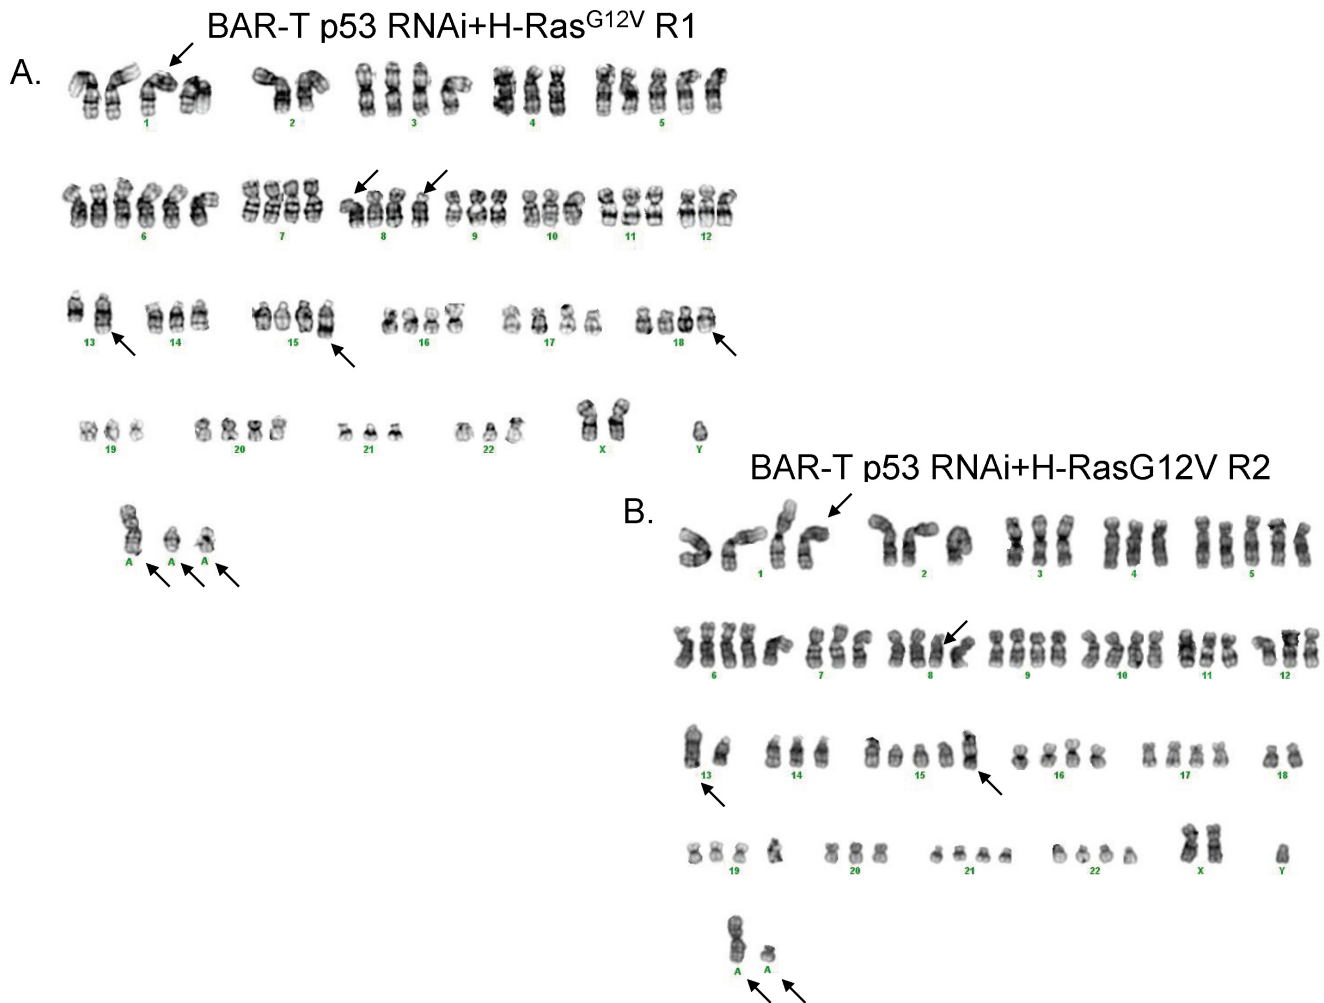 BAR-T p53 RNAi+H-RasG12V R1
A.
1 2 3 4 5
6 7 8 9 10 11 12
13 14 15 16 17 18
19 20 21 22 X Y
A A A
BAR-T p53 RNAi+H-RasG12V R2
B.
1 2 3 4 5
6 7 8 9 10 11 12
13 14 15 16 17 18
19 20 21 22 X Y
A A